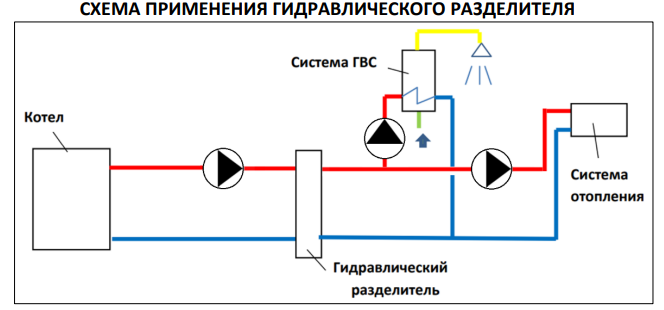 СХЕМА ПРИМЕНЕНИЯ ГИДРАВЛИЧЕСКОГО РАЗДЕЛИТЕЛЯ
Система ГВС
Котел
Система
отопления
Гидравлический
разделитель